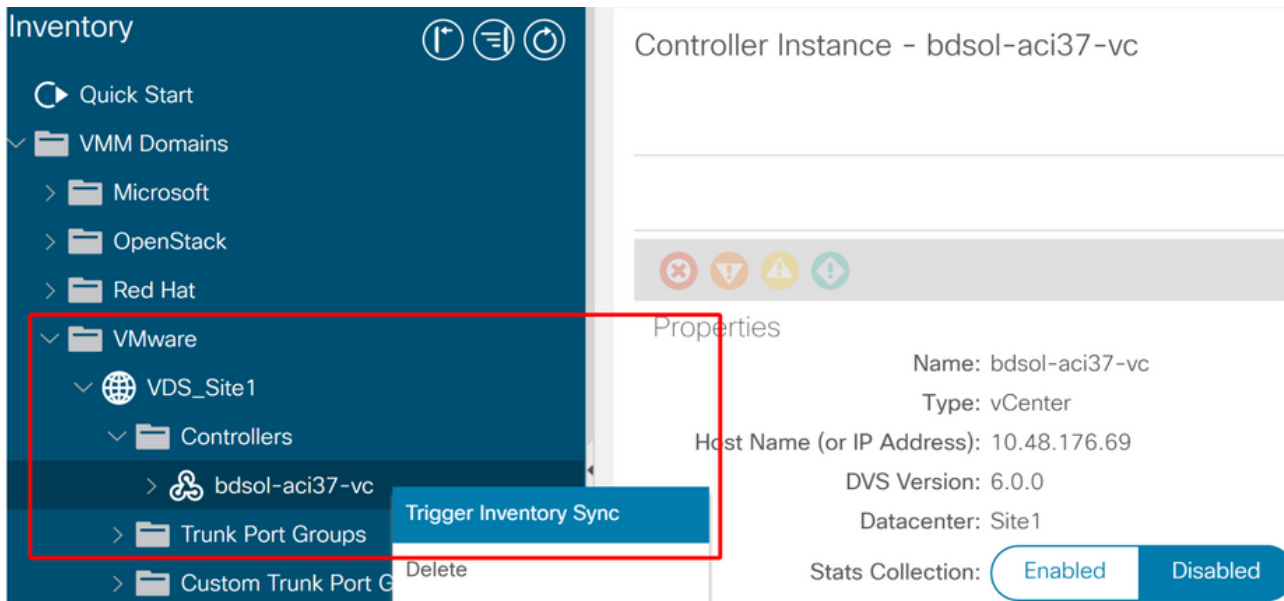 Inventory
Quick Start
VMM Domains
Microsoft
OpenStack
Red Hat
VMware
VDS_Site1
Controllers
bdsol-aci37-vc
Trunk Port Groups
Custom Trunk Port G
Trigger Inventory Sync
Delete
Controller Instance - bdsol-aci37-vc
Properties
Name: bdsol-aci37-vc
Type: vCenter
Host Name (or IP Address): 10.48.176.69
DVS Version: 6.0.0
Datacenter: Site1
Stats Collection: Enabled Disabled